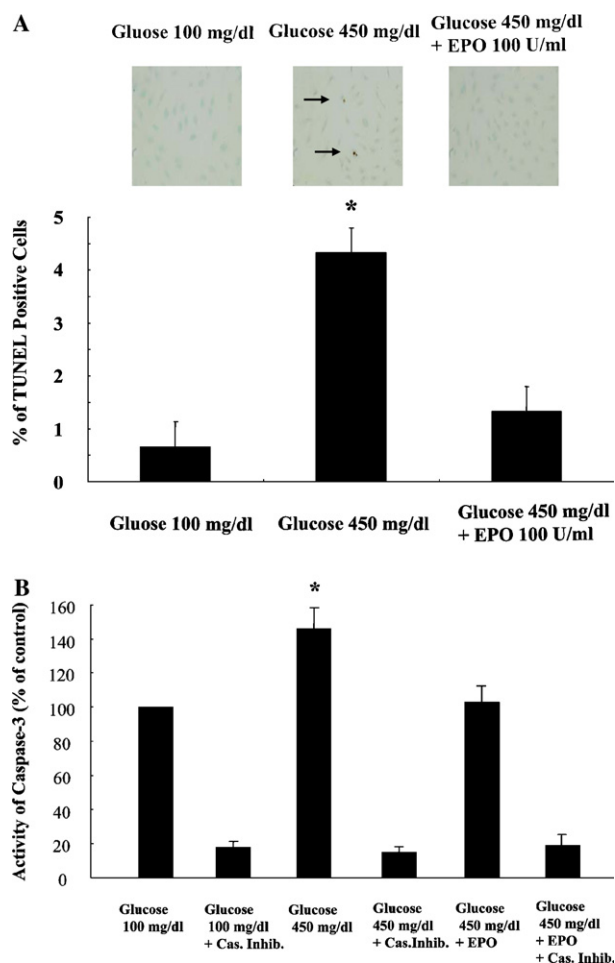 A
Gluose 100 mg/dl
Glucose 450 mg/dl
Glucose 450 mg/dl
+ EPO 100 U/ml
*
% of TUNEL Positive Cells
5
4
3
2
1
0
Gluose 100 mg/dl
Glucose 450 mg/dl
Glucose 450 mg/dl
+ EPO 100 U/ml
B
*
Activity of Caspase-3 (% of control)
160
140
120
100
80
60
40
20
0
Glucose
100 mg/dl
Glucose
100 mg/dl
+ Cas. Inhib.
Glucose
450 mg/dl
Glucose
450 mg/dl
+ Cas.Inhib.
Glucose
450 mg/dl
+ EPO
Glucose
450 mg/dl
+ EPO
+ Cas. Inhib.